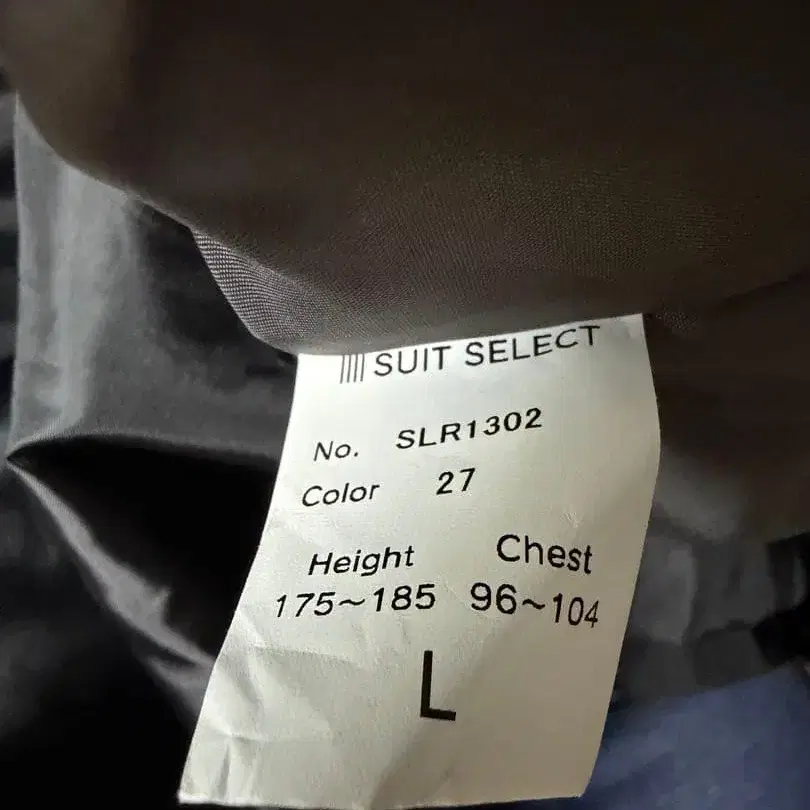 SUIT SELECT
No. SLR1302
Color 27
Height Chest
175~185 96~104
L